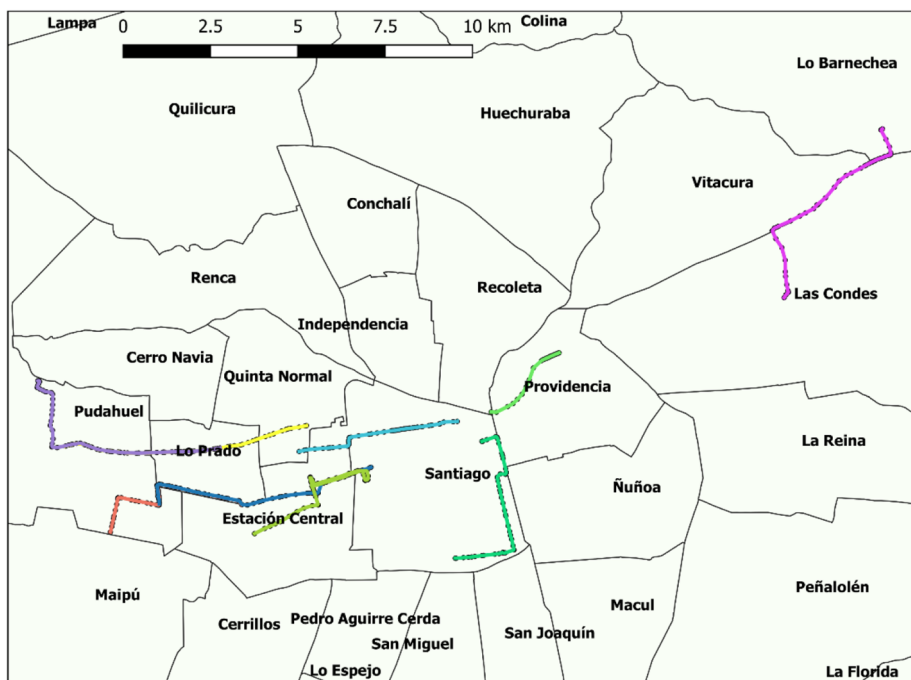 Lampa
Colina
0 2.5 5 7.5 10 km
Lo Barnechea
Quilicura
Huechuraba
Vitacura
Conchalí
Renca
Recoleta
Las Condes
Independencia
Cerro Navia
Quinta Normal
Providencia
Pudahuel
Lo Prado
La Reina
Santiago
Ñuñoa
Estación Central
Peñalolén
Maipú
Macul
Cerrillos
Pedro Aguirre Cerda
San Joaquín
San Miguel
Lo Espejo
La Florida